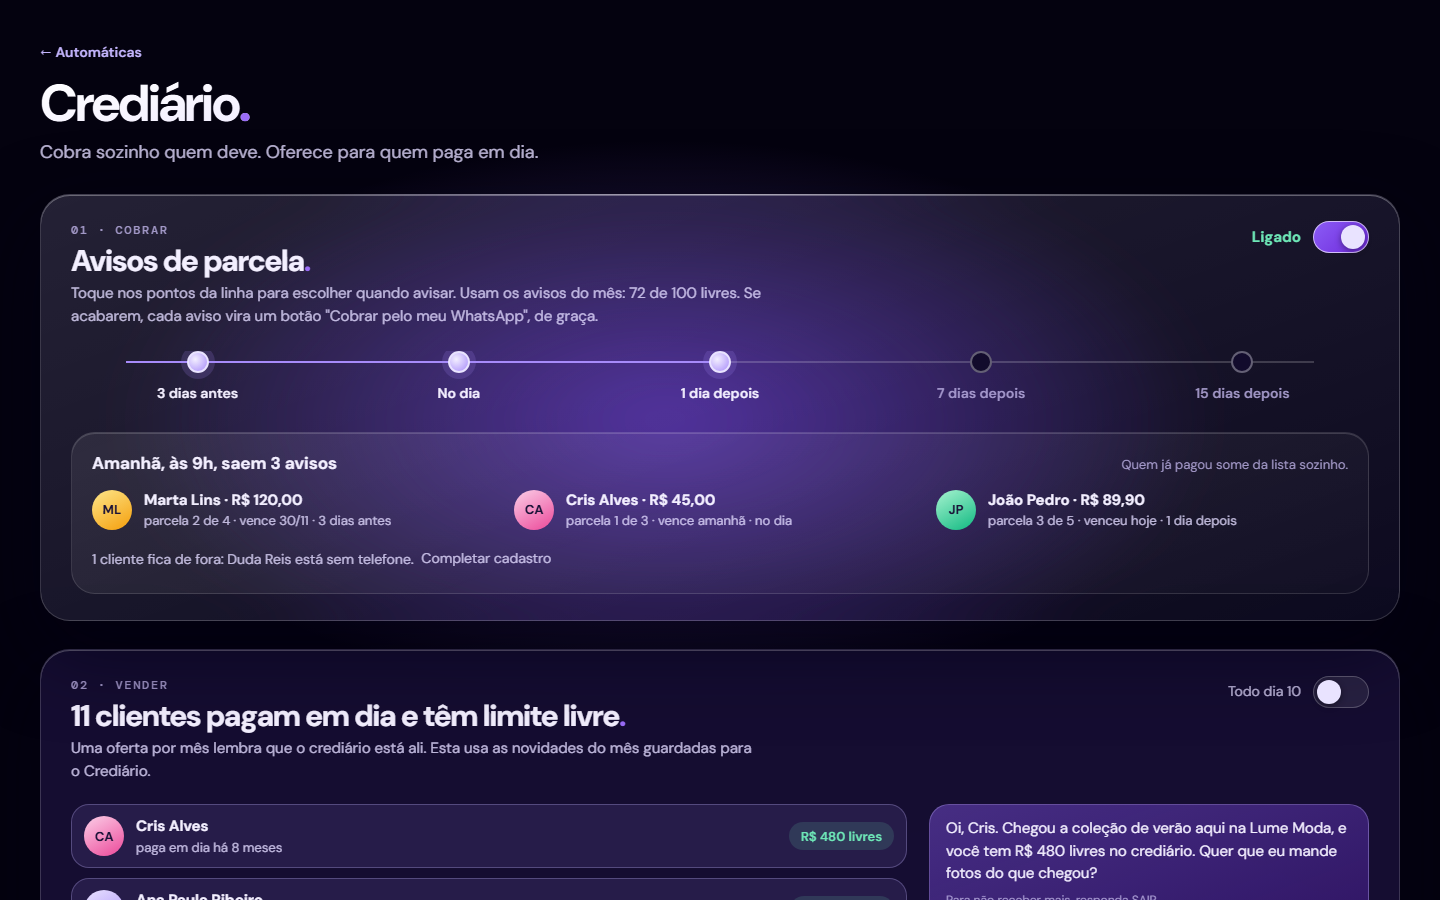 ← Automáticas
Crediário.
Cobra sozinho quem deve. Oferece para quem paga em dia.
01 · COBRAR
Ligado
Avisos de parcela.
Toque nos pontos da linha para escolher quando avisar. Usam os avisos do mês: 72 de 100 livres. Se
acabarem, cada aviso vira um botão "Cobrar pelo meu WhatsApp", de graça.
3 dias antes
No dia
1 dia depois
7 dias depois
15 dias depois
Amanhã, às 9h, saem 3 avisos
Quem já pagou some da lista sozinho.
ML
Marta Lins · R$ 120,00
parcela 2 de 4 · vence 30/11 · 3 dias antes
CA
Cris Alves · R$ 45,00
parcela 1 de 3 · vence amanhã · no dia
JP
João Pedro · R$ 89,90
parcela 3 de 5 · venceu hoje · 1 dia depois
1 cliente fica de fora: Duda Reis está sem telefone. Completar cadastro
02 · VENDER
Todo dia 10
11 clientes pagam em dia e têm limite livre.
Uma oferta por mês lembra que o crediário está ali. Esta usa as novidades do mês guardadas para
o Crediário.
CA
Cris Alves
paga em dia há 8 meses
R$ 480 livres
Ana Paula Ribeiro
Oi, Cris. Chegou a coleção de verão aqui na Lume Moda, e
você tem R$ 480 livres no crediário. Quer que eu mande
fotos do que chegou?
Para não receber mais, responda SAIR